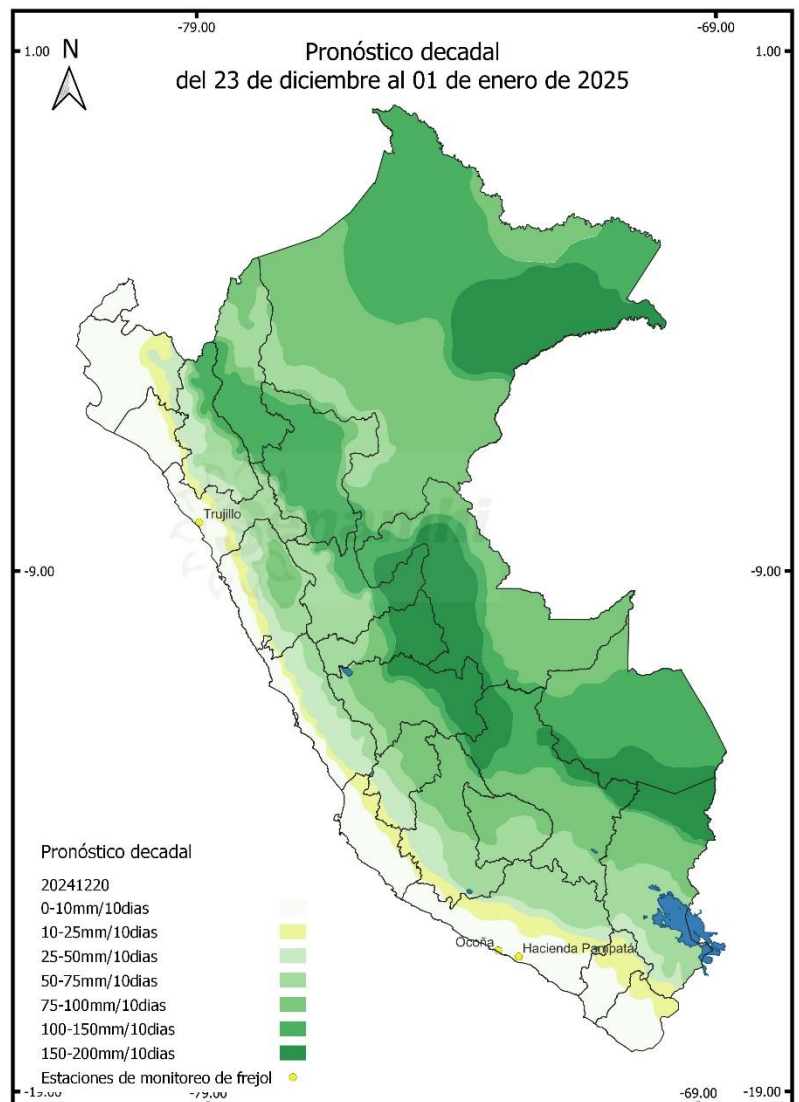 -79.00
-69.00
1.00
1.00
N
Pronóstico decadal
del 23 de diciembre al 01 de enero de 2025
Trujillo
senamhi
-9.00
-9.00
Ocoña
Hacienda Pampatá
Pronóstico decadal
20241220
0-10mm/10dias
10-25mm/10dias
25-50mm/10dias
50-75mm/10dias
75-100mm/10dias
100-150mm/10dias
150-200mm/10dias
Estaciones de monitoreo de frejol
-19.00
-79.00
-69.00
-19.00